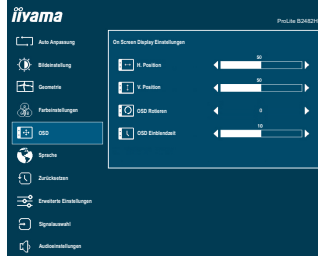 iiyama
ProLite B2482H
Auto Anpassung
Bildeinstellung
Geometrie
Farbeinstellungen
OSD
Sprache
Zurücksetzen
Erweiterte Einstellungen
Signalauswahl
Audioeinstellungen
On Screen Display Einstellungen
H. Position
50
V. Position
50
OSD Rotieren
0
OSD Einblendzeit
10